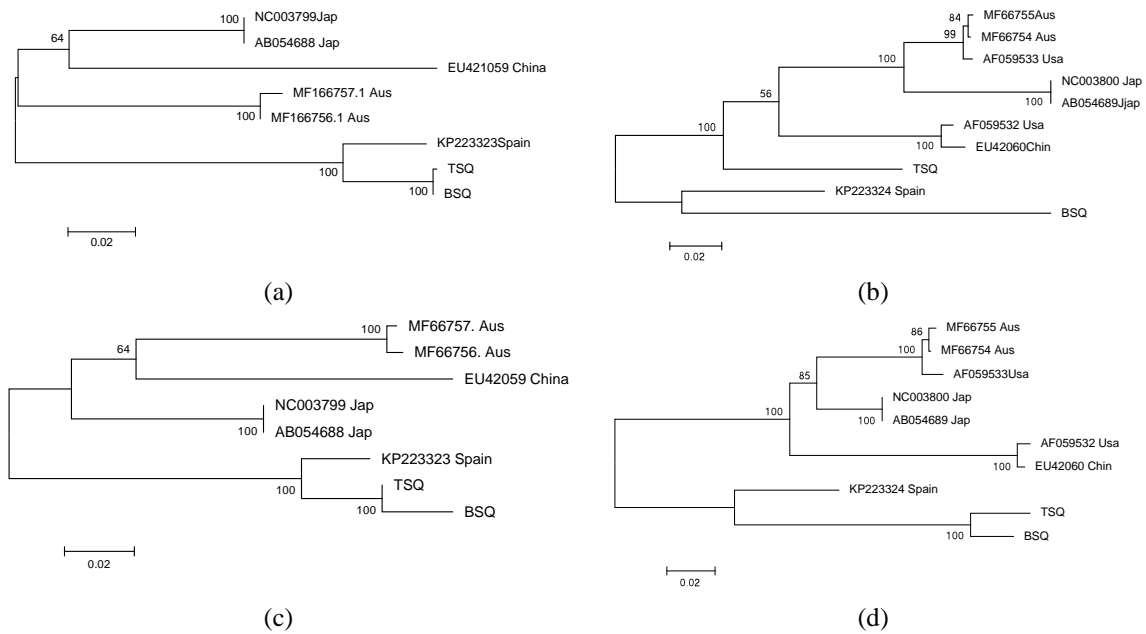 NC003799Jap
100
AB054688 Jap
64
EU421059 China
MF166757.1 Aus
100
MF166756.1 Aus
KP223323Spain
100
TSQ
100
BSQ
0.02
(a)
84
MF66755Aus
99
MF66754 Aus
AF059533 Usa
100
NC003800 Jap
100
AB054689Jjap
56
AF059532 Usa
100
EU42060Chin
100
TSQ
KP223324 Spain
BSQ
0.02
(b)
100
MF66757. Aus
MF66756. Aus
64
EU42059 China
NC003799 Jap
100
AB054688 Jap
KP223323 Spain
100
TSQ
100
BSQ
0.02
(c)
86
MF66755 Aus
100
MF66754 Aus
AF059533Usa
85
NC003800 Jap
100
AB054689 Jap
100
AF059532 Usa
100
EU42060 Chin
KP223324 Spain
TSQ
100
BSQ
0.02
(d)